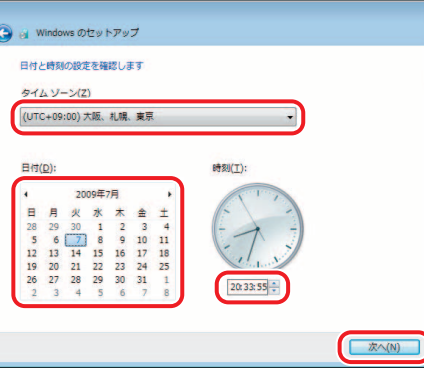 Windows のセットアップ
日付と時刻の設定を確認します
タイム ゾーン(Z)
(UTC+09:00) 大阪、札幌、東京
日付(D): 時刻(T):
2009年7月
日 月 火 水 木 金 土
28 29 30 1 2 3 4
5 6 7 8 9 10 11
12 13 14 15 16 17 18
19 20 21 22 23 24 25
26 27 28 29 30 31 1
2 3 4 5 6 7 8
20:33:55
次へ(N)